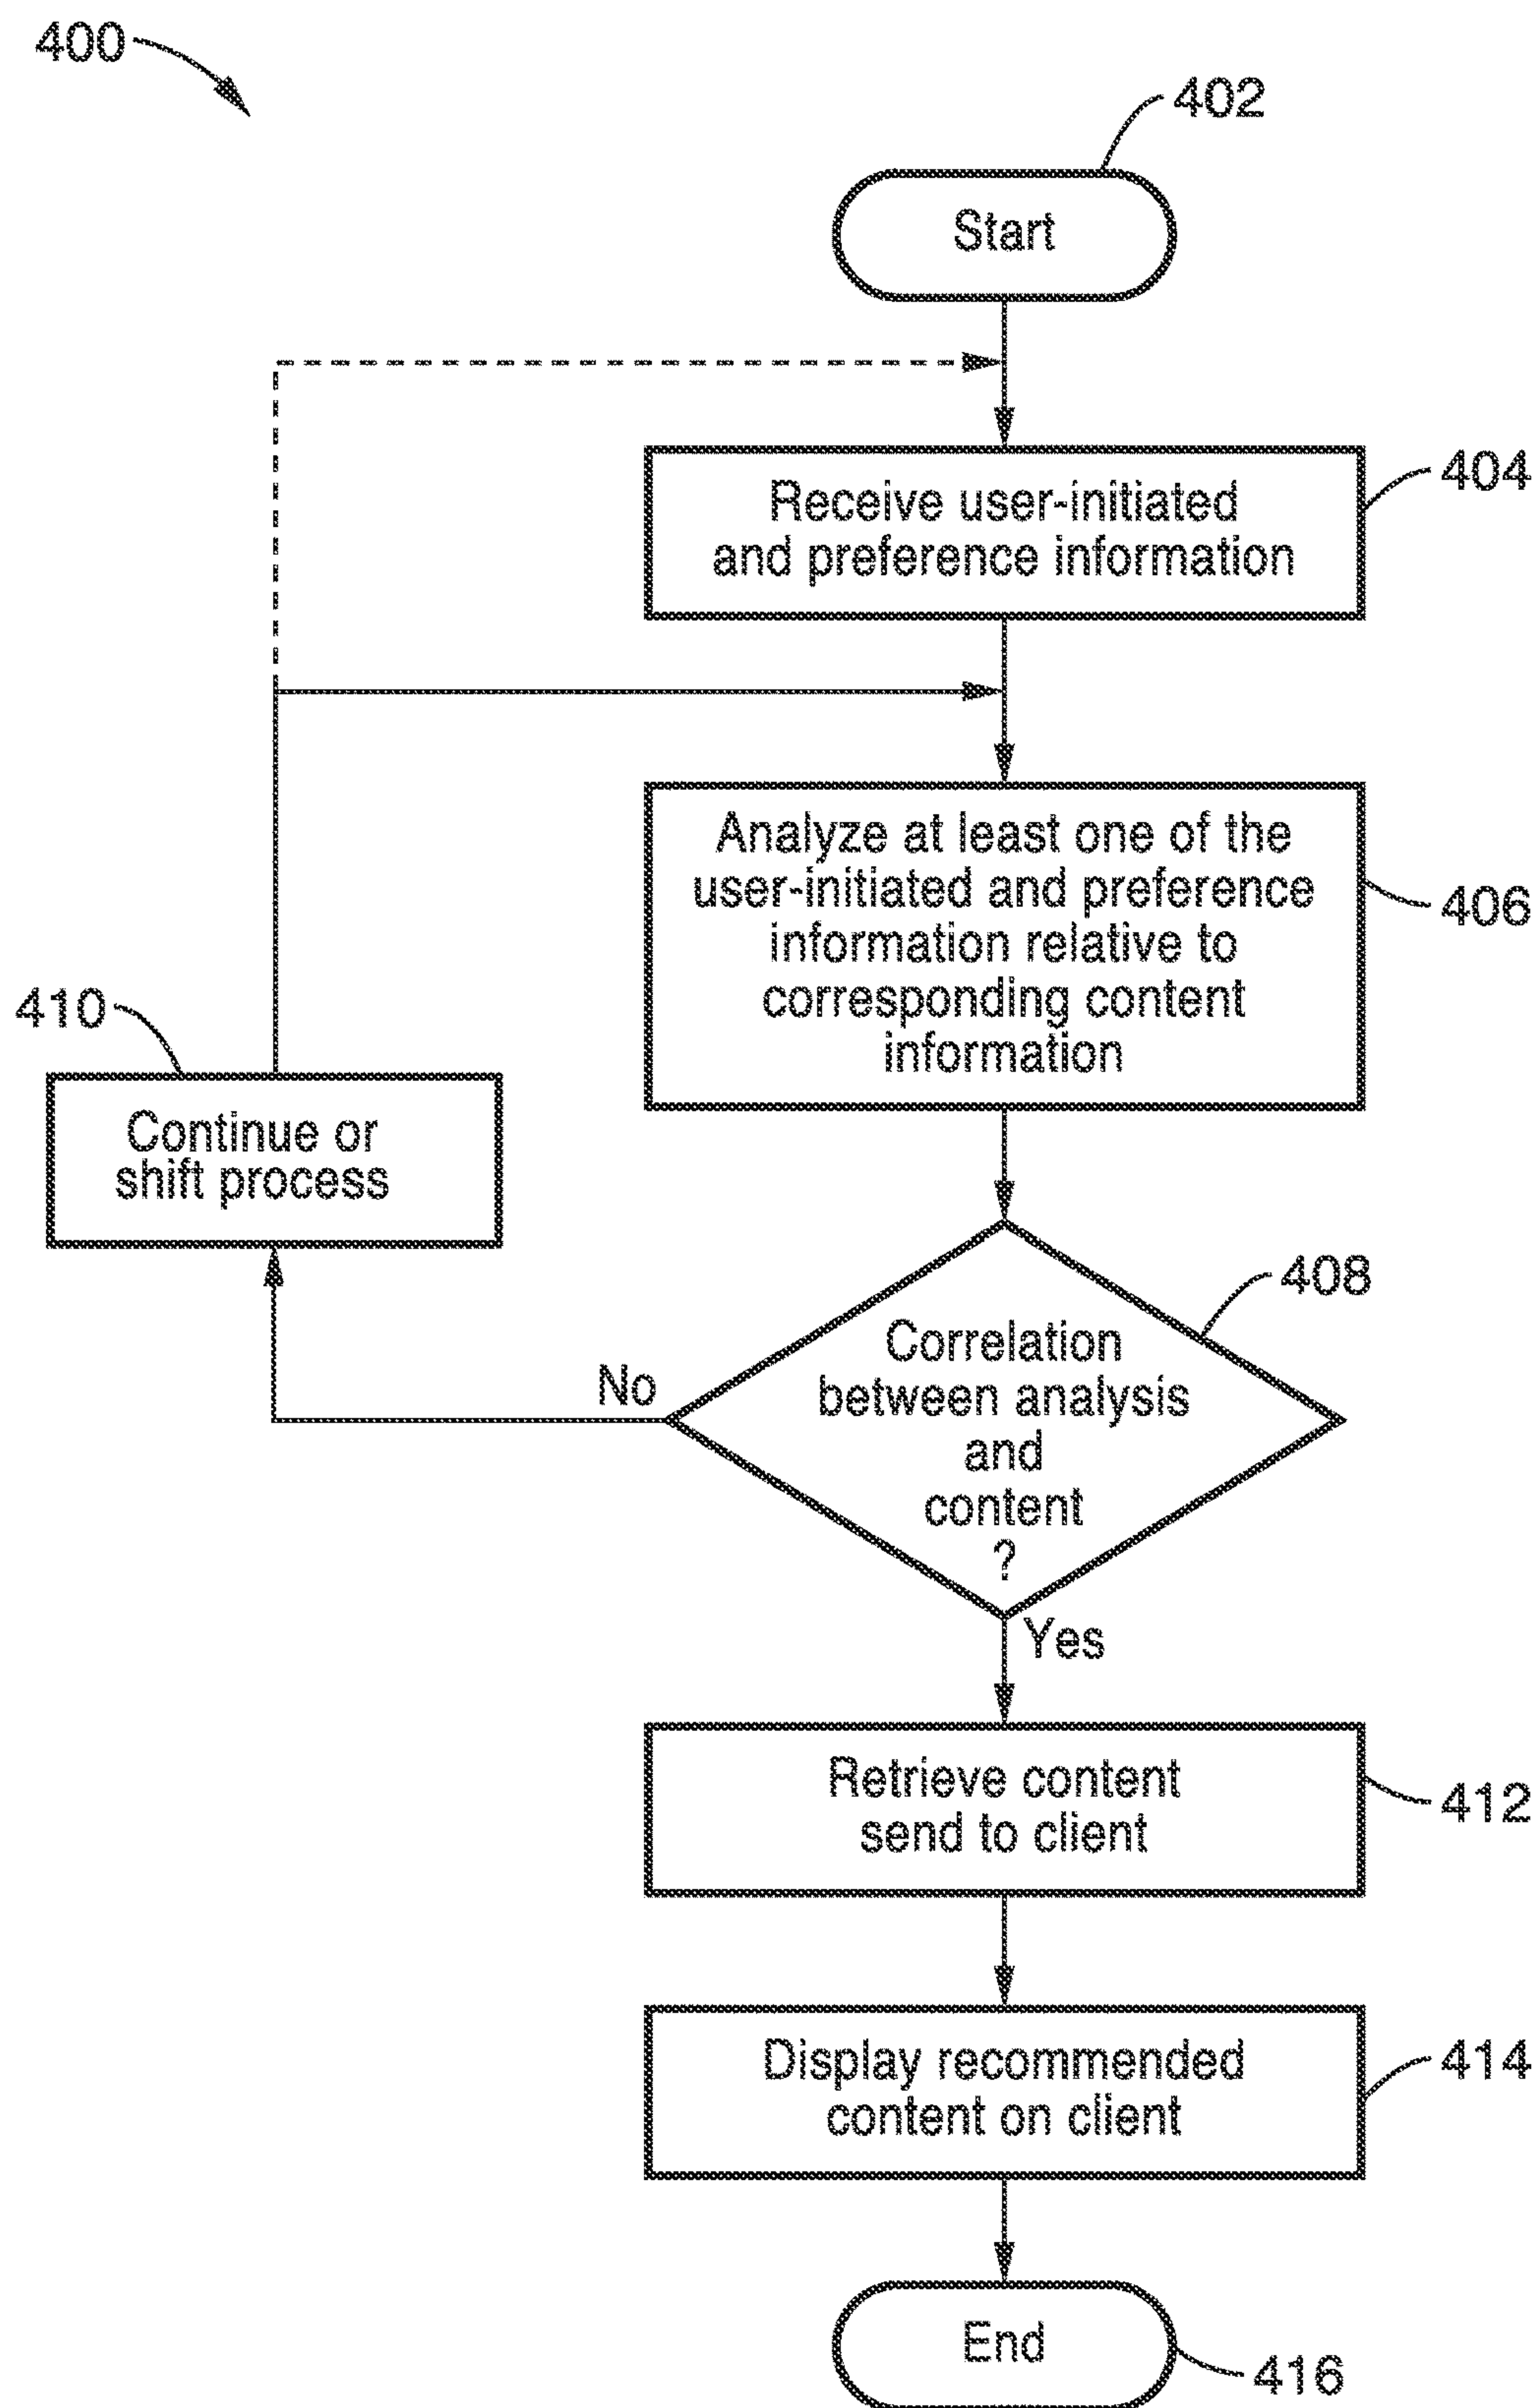 400
402
Start
Receive user-initiated
and preference information
404
Analyze at least one of the
user-initiated and preference
information relative to
corresponding content
information
406
410
Continue or
shift process
408
Correlation
between analysis
and
content
?
No
Yes
Retrieve content
send to client
412
Display recommended
content on client
414
End
416